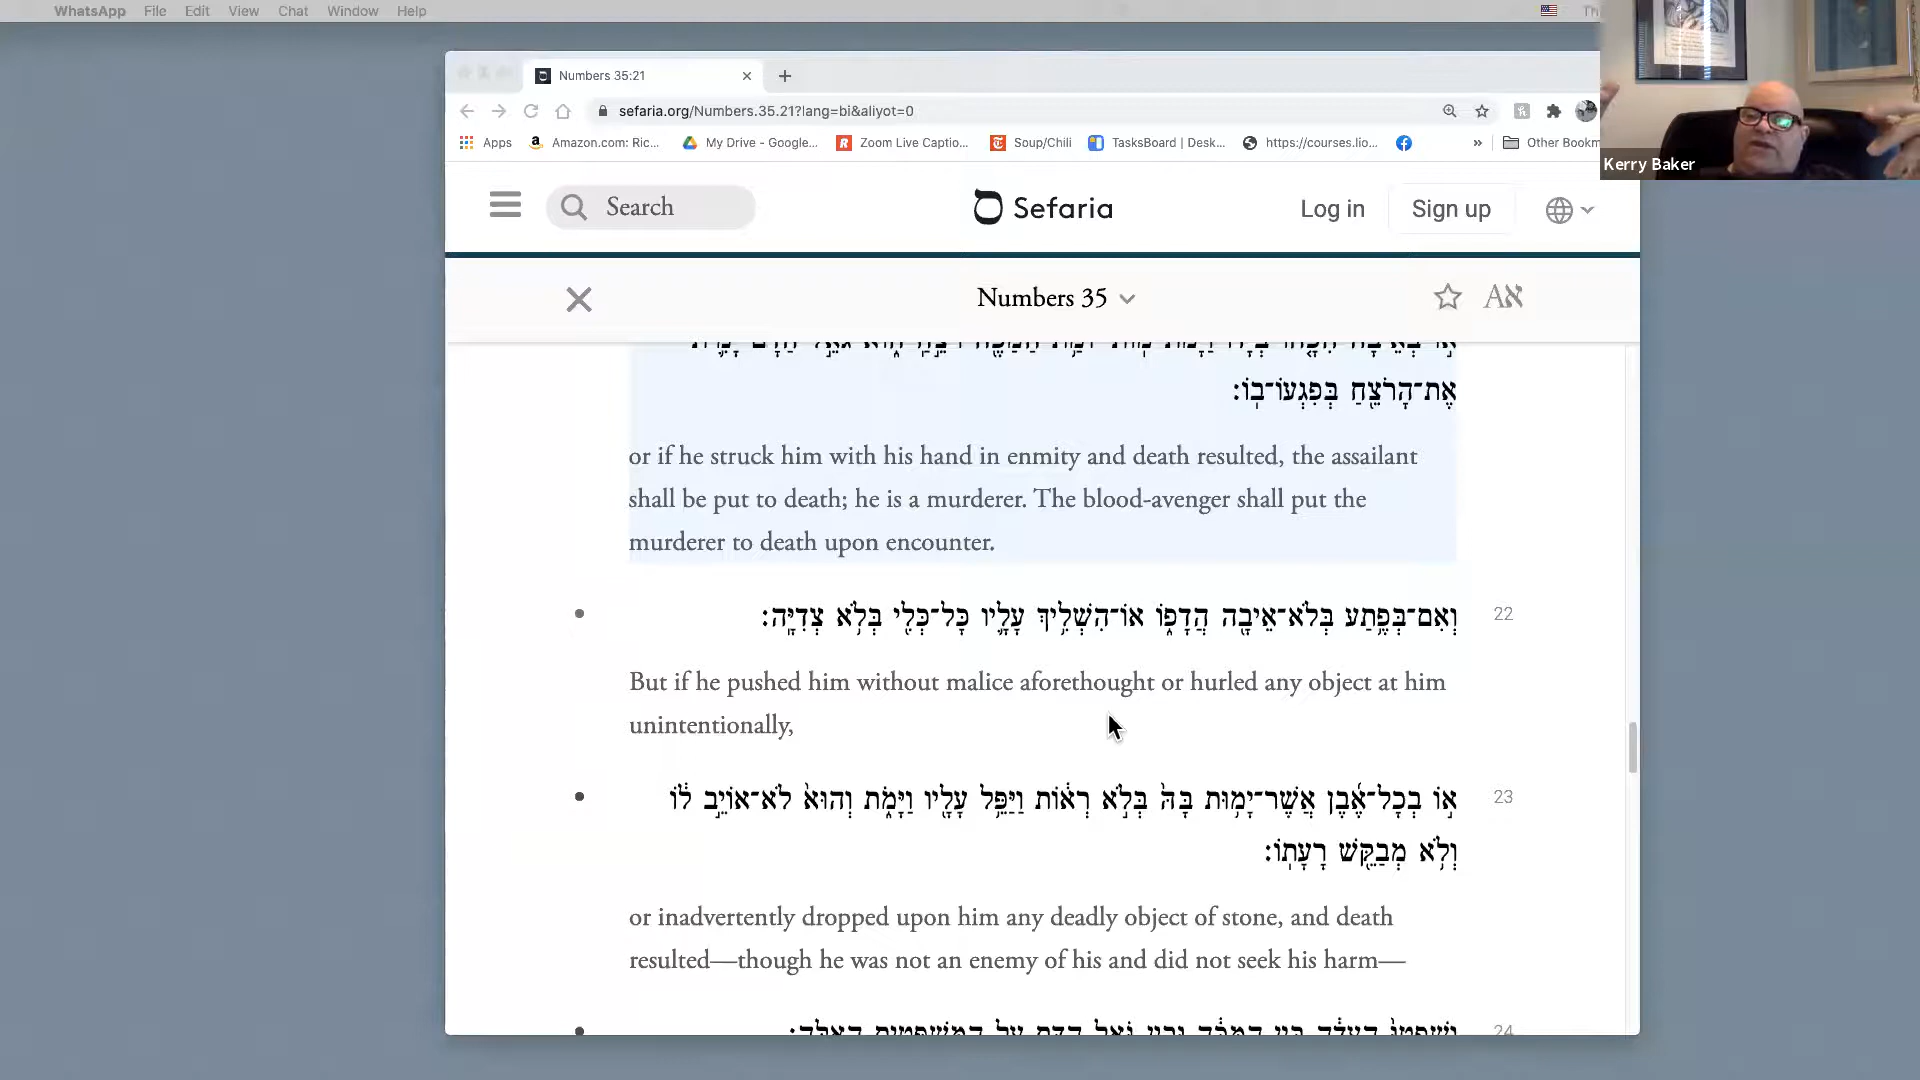 WhatsApp File Edit View Chat Window Help
Numbers 35:21
sefaria.org/Numbers.35.21?lang=bi&aliyot=0
Apps Amazon.com: Ric... My Drive - Google... Zoom Live Captio... Soup/Chili TasksBoard | Desk... https://courses.lio... » Other Bookm
Kerry Baker
Search Sefaria Log in Sign up
Numbers 35 Aא
אֶת־הָרֹצֵ֖חַ בְּפִגְעוֹ־בֽוֹ׃
or if he struck him with his hand in enmity and death resulted, the assailant
shall be put to death; he is a murderer. The blood-avenger shall put the
murderer to death upon encounter.
וְאִם־בְּפֶ֥תַע בְּלֹא־אֵיבָ֖ה הֲדָפ֑וֹ אוֹ־הִשְׁלִ֥יךְ עָלָ֛יו כׇּל־כְּלִ֖י בְּלֹ֥א צְדִיָּֽה׃ 22
But if he pushed him without malice aforethought or hurled any object at him
unintentionally,
א֣וֹ בְכׇל־אֶ֜בֶן אֲשֶׁר־יָמ֥וּת בָּהּ֙ בְּלֹ֣א רְא֔וֹת וַיַּפֵּ֥ל עָלָ֖יו וַיָּמֹ֑ת וְהוּא֙ לֹא־אוֹיֵ֣ב ל֔וֹ 23
וְלֹ֥א מְבַקֵּ֖שׁ רָעָתֽוֹ׃
or inadvertently dropped upon him any deadly object of stone, and death
resulted—though he was not an enemy of his and did not seek his harm—
24